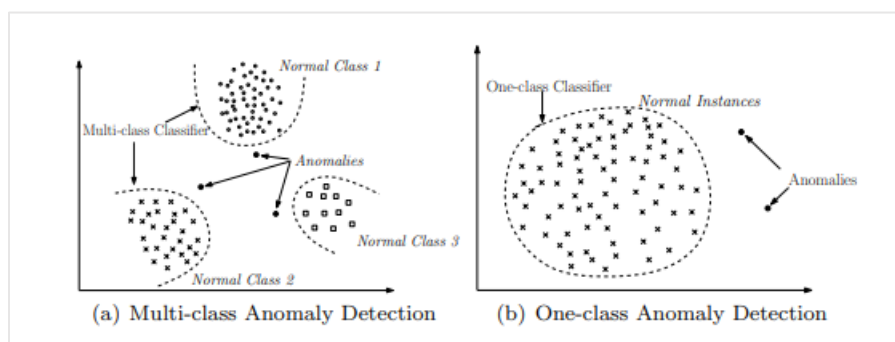 Normal Class 1
Multi-class Classifier
Anomalies
Normal Class 3
Normal Class 2
(a) Multi-class Anomaly Detection
One-class Classifier
Normal Instances
Anomalies
(b) One-class Anomaly Detection